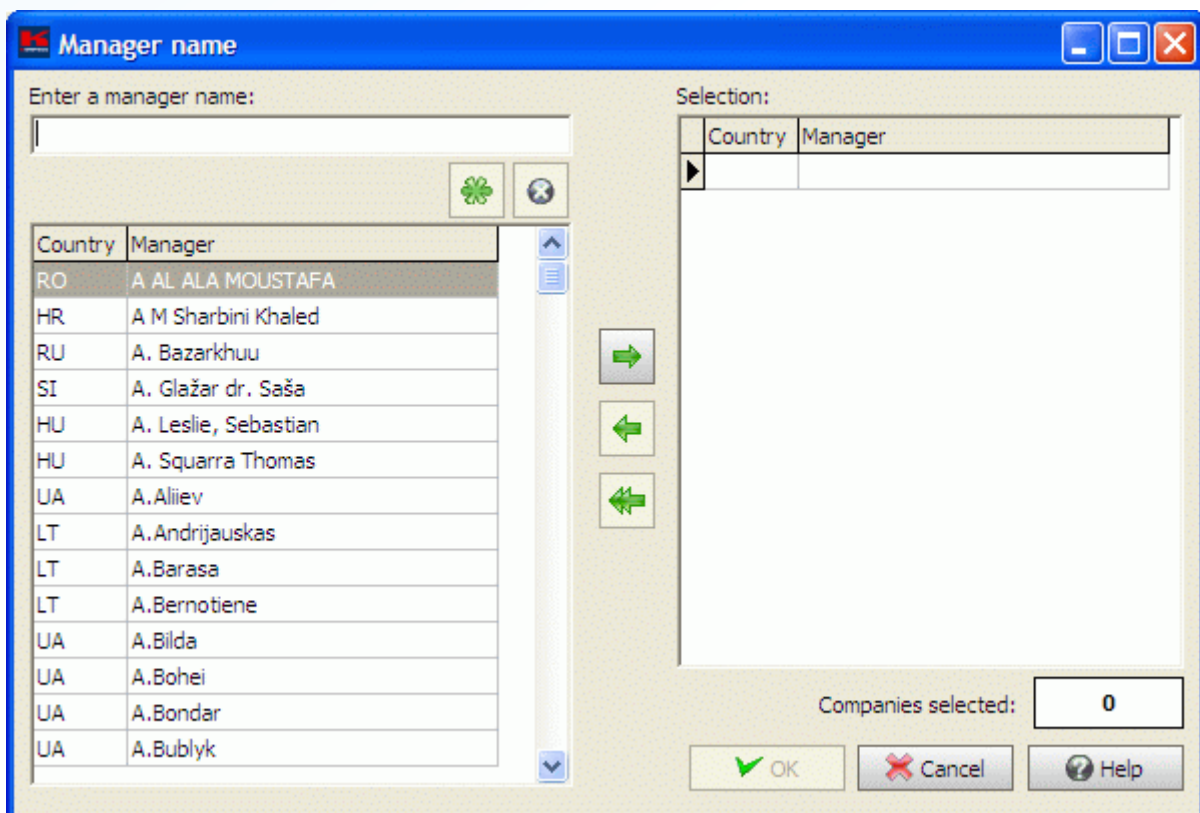 Manager name
Enter a manager name:
Country Manager
RO A AL ALA MOUSTAFA
HR A M Sharbini Khaled
RU A. Bazarkhuu
SI A. Glažar dr. Saša
HU A. Leslie, Sebastian
HU A. Squarra Thomas
UA A.Aliiev
LT A.Andrijauskas
LT A.Barasa
LT A.Bernotiene
UA A.Bilda
UA A.Bohei
UA A.Bondar
UA A.Bublyk
Selection:
Country Manager
Companies selected: 0
OK Cancel Help